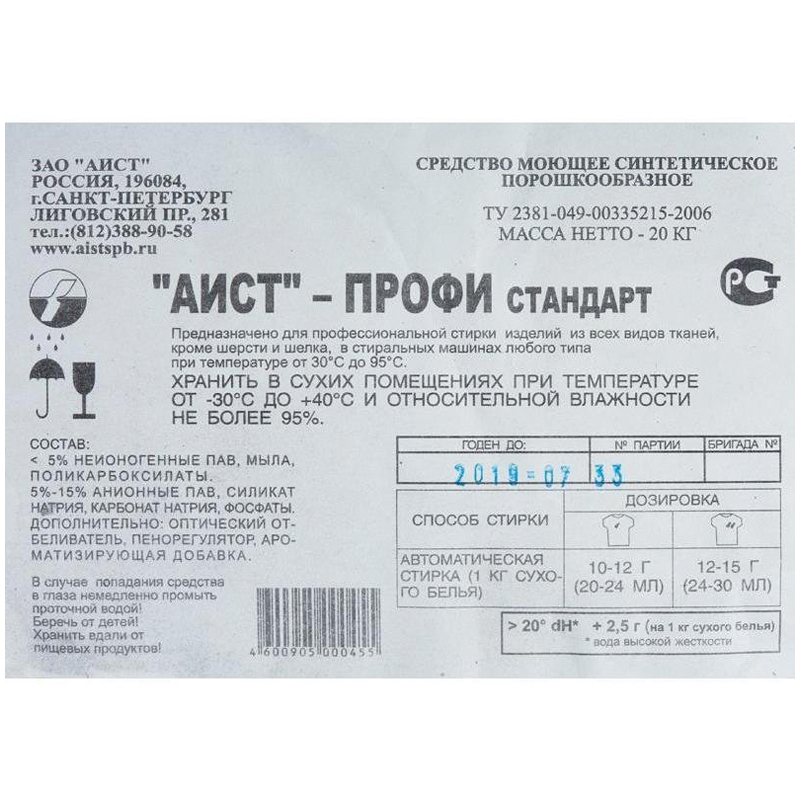 ЗАО "АИСТ"
РОССИЯ, 196084,
г.САНКТ-ПЕТЕРБУРГ
ЛИГОВСКИЙ ПР., 281
тел.:(812)388-90-58
www.aistspb.ru
СРЕДСТВО МОЮЩЕЕ СИНТЕТИЧЕСКОЕ
ПОРОШКООБРАЗНОЕ
ТУ 2381-049-00335215-2006
МАССА НЕТТО - 20 КГ
"АИСТ" – ПРОФИ СТАНДАРТ
РСТ
Предназначено для профессиональной стирки изделий из всех видов тканей,
кроме шерсти и шелка, в стиральных машинах любого типа
при температуре от 30°C до 95°C.
ХРАНИТЬ В СУХИХ ПОМЕЩЕНИЯХ ПРИ ТЕМПЕРАТУРЕ
ОТ -30°С ДО +40°С И ОТНОСИТЕЛЬНОЙ ВЛАЖНОСТИ
НЕ БОЛЕЕ 95%.
СОСТАВ:
< 5% НЕИОНОГЕННЫЕ ПАВ, МЫЛА,
ПОЛИКАРБОКСИЛАТЫ.
5%-15% АНИОННЫЕ ПАВ, СИЛИКАТ
НАТРИЯ, КАРБОНАТ НАТРИЯ, ФОСФАТЫ.
ДОПОЛНИТЕЛЬНО: ОПТИЧЕСКИЙ ОТ-
БЕЛИВАТЕЛЬ, ПЕНОРЕГУЛЯТОР, АРО-
МАТИЗИРУЮЩАЯ ДОБАВКА.
В случае попадания средства
в глаза немедленно промыть
проточной водой!
Беречь от детей!
Хранить вдали от
пищевых продуктов!
4 600905 000455
ГОДЕН ДО: № ПАРТИИ БРИГАДА №
2019-07 33
СПОСОБ СТИРКИ ДОЗИРОВКА
АВТОМАТИЧЕСКАЯ
СТИРКА (1 КГ СУХО-
ГО БЕЛЬЯ)
10-12 Г
(20-24 МЛ)
12-15 Г
(24-30 МЛ)
> 20° dH* + 2,5 г (на 1 кг сухого белья)
* вода высокой жесткости